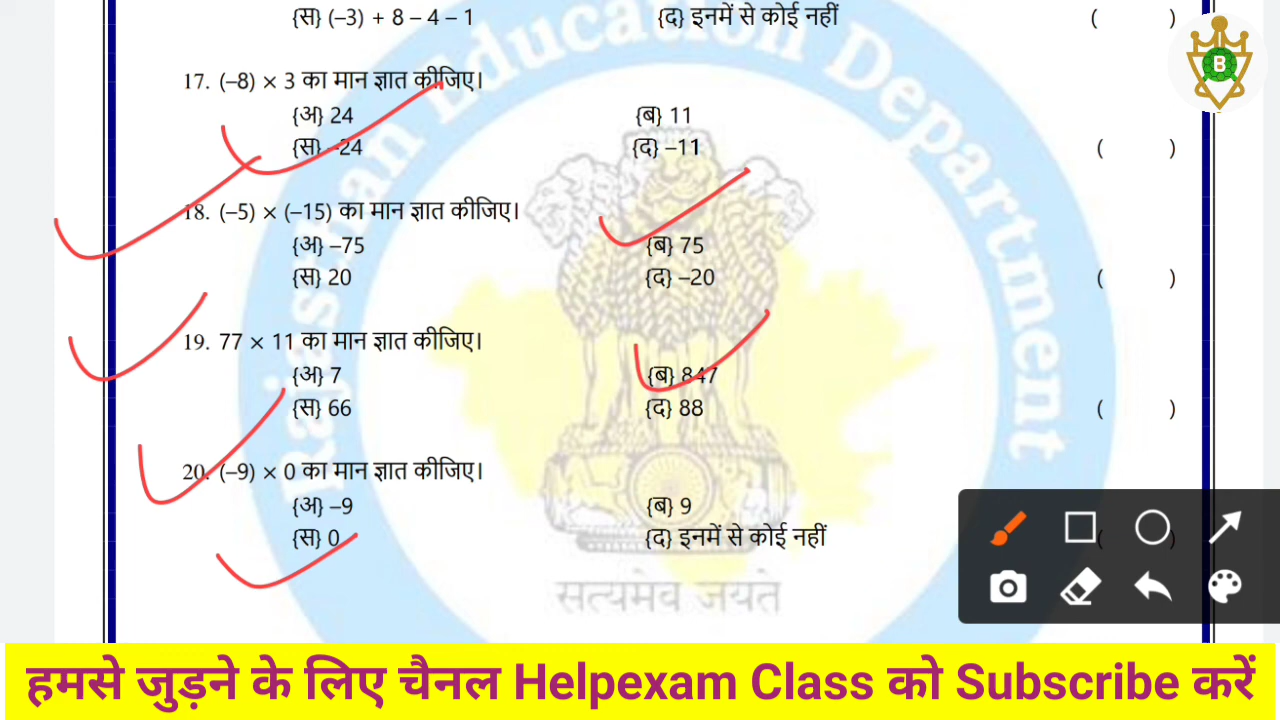 {स} (–3) + 8 – 4 – 1 {द} इनमें से कोई नहीं ( )
17. (–8) × 3 का मान ज्ञात कीजिए।
{अ} 24 {ब} 11
{स} –24 {द} –11 ( )
18. (–5) × (–15) का मान ज्ञात कीजिए।
{अ} –75 {ब} 75
{स} 20 {द} –20 ( )
19. 77 × 11 का मान ज्ञात कीजिए।
{अ} 7 {ब} 847
{स} 66 {द} 88 ( )
20. (–9) × 0 का मान ज्ञात कीजिए।
{अ} –9 {ब} 9
{स} 0 {द} इनमें से कोई नहीं ( )
Rajasthan Education Department
सत्यमेव जयते
B
हमसे जुड़ने के लिए चैनल Helpexam Class को Subscribe करें